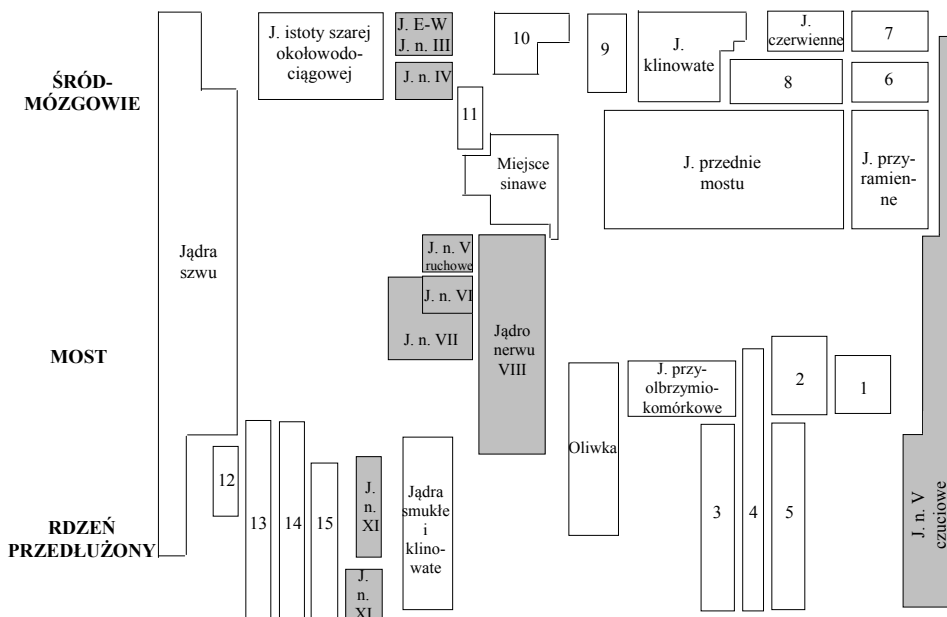 ŚRÓD-
MÓZGOWIE
MOST
RDZEŃ
PRZEDŁUŻONY
Jądra
szwu
J. istoty szarej
okołowodo-
ciągowej
J. E-W
J. n. III
J. n. IV
10
9
J.
klinowate
J.
czerwienne
7
8
6
11
Miejsce
sinawe
J. przednie
mostu
J. przy-
ramien-
ne
J. n. V
ruchowe
J. n. VI
J. n. VII
Jądro
nerwu
VIII
Oliwka
J. przy-
olbrzymio-
komórkowe
2
1
12
13
14
15
J.
n.
XI
J.
n.
XI
Jądra
smukłe
i
klino-
wate
3
4
5
J. n. V
czuciowe